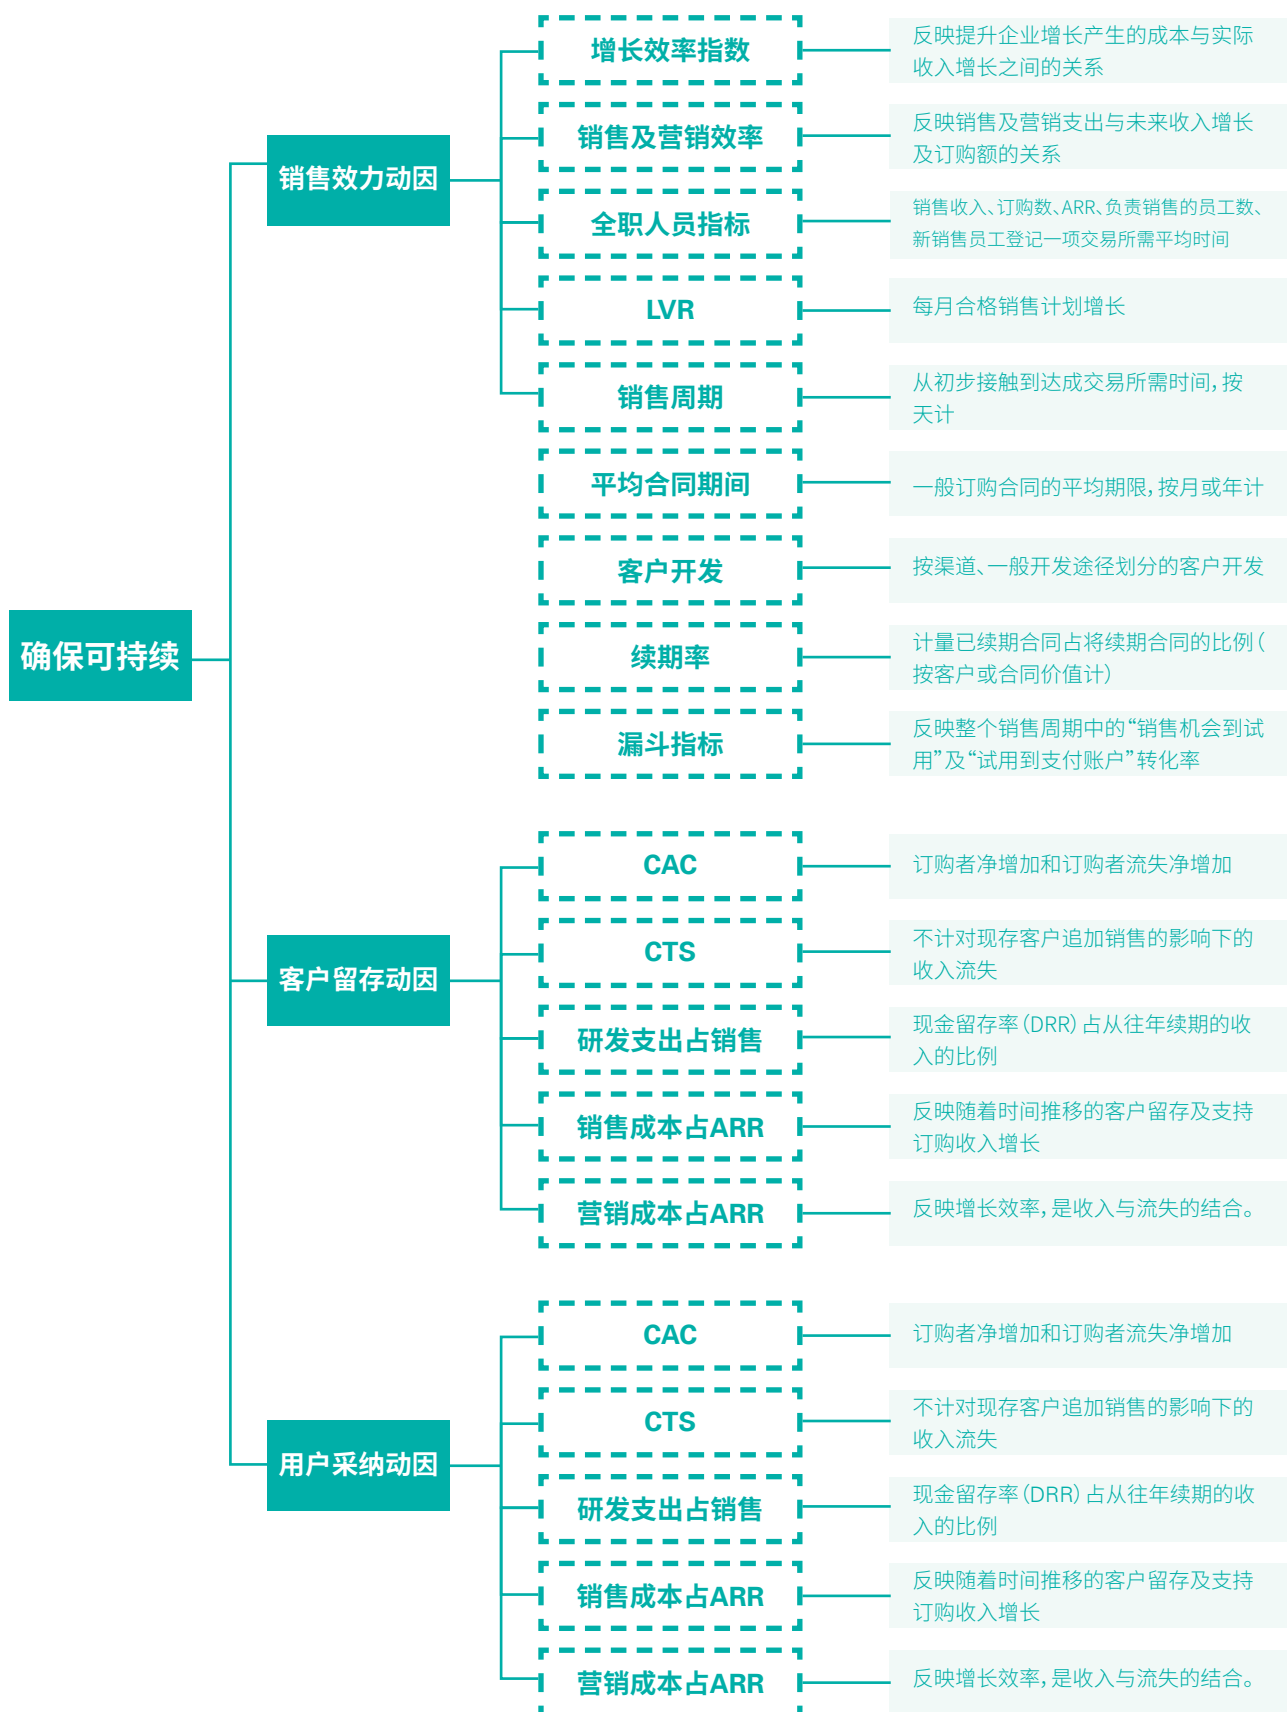 确保可持续
销售效力动因
增长效率指数
反映提升企业增长产生的成本与实际
收入增长之间的关系
销售及营销效率
反映销售及营销支出与未来收入增长
及订购额的关系
全职人员指标
销售收入、订购数、ARR、负责销售的员工数、
新销售员工登记一项交易所需平均时间
LVR
每月合格销售计划增长
销售周期
从初步接触到达成交易所需时间，按
天计
平均合同期间
一般订购合同的平均期限，按月或年计
客户开发
按渠道、一般开发途径划分的客户开发
续期率
计量已续期合同占将续期合同的比例（
按客户或合同价值计）
漏斗指标
反映整个销售周期中的“销售机会到试
用”及“试用到支付账户”转化率
客户留存动因
CAC
订购者净增加和订购者流失净增加
CTS
不计对现存客户追加销售的影响下的
收入流失
研发支出占销售
现金留存率（DRR）占从往年续期的收
入的比例
销售成本占ARR
反映随着时间推移的客户留存及支持
订购收入增长
营销成本占ARR
反映增长效率，是收入与流失的结合。
用户采纳动因
CAC
订购者净增加和订购者流失净增加
CTS
不计对现存客户追加销售的影响下的
收入流失
研发支出占销售
现金留存率（DRR）占从往年续期的收
入的比例
销售成本占ARR
反映随着时间推移的客户留存及支持
订购收入增长
营销成本占ARR
反映增长效率，是收入与流失的结合。